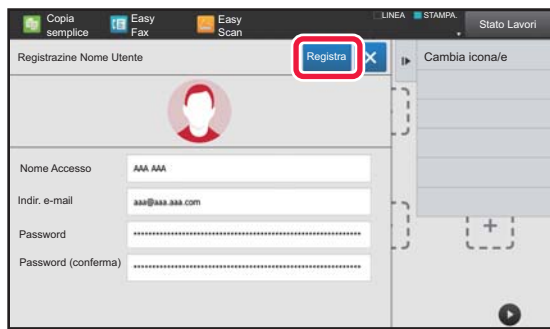 Copia semplice
Easy Fax
Easy Scan
LINEA
STAMPA.
Stato Lavori
Registrazine Nome Utente
Registra
Cambia icona/e
Nome Accesso
AAA AAA
Indir. e-mail
aaa@aaa.aaa.com
Password
Password (conferma)